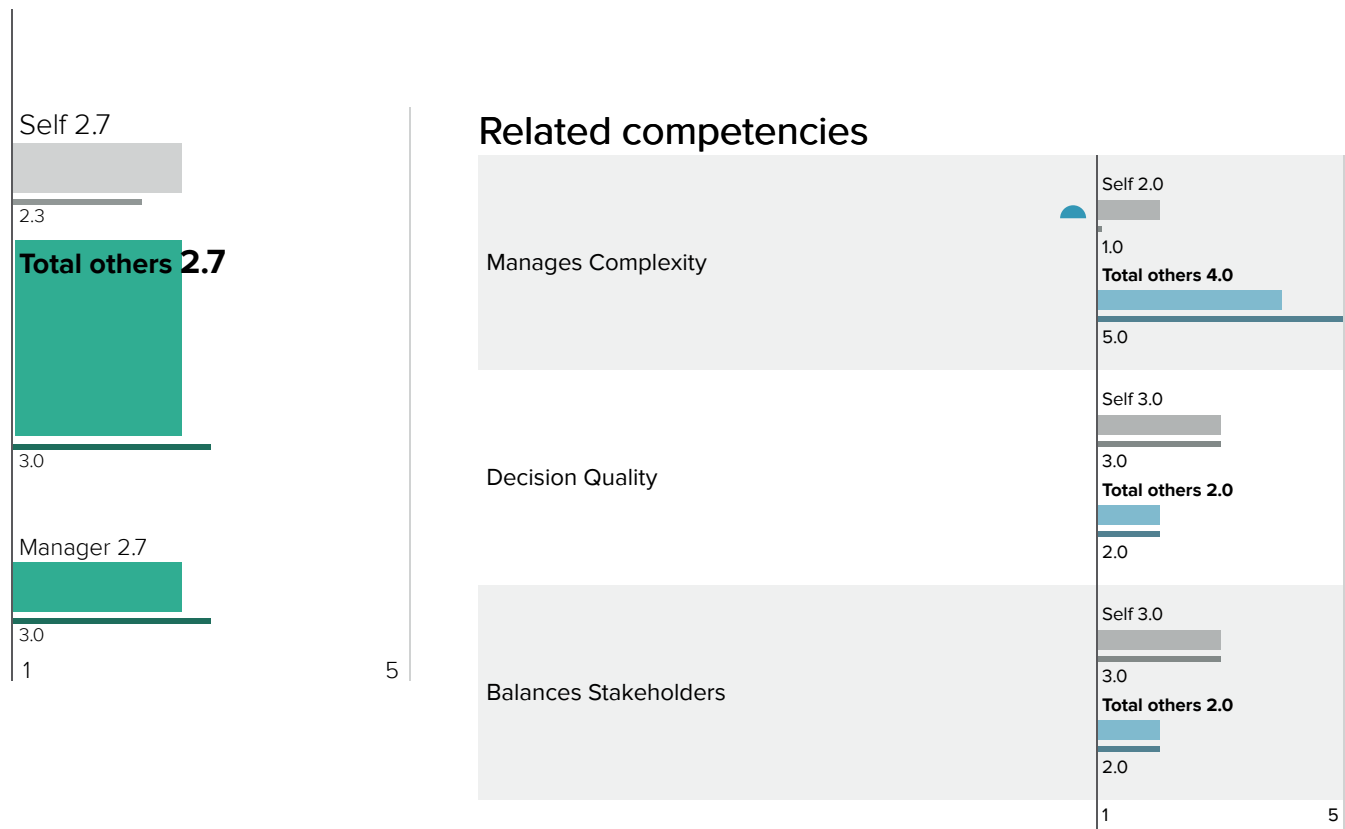 Self 2.7
2.3
Total others 2.7
3.0
Manager 2.7
3.0
1 5
Related competencies
Manages Complexity
Self 2.0
1.0
Total others 4.0
5.0
Decision Quality
Self 3.0
3.0
Total others 2.0
2.0
Balances Stakeholders
Self 3.0
3.0
Total others 2.0
2.0
1 5